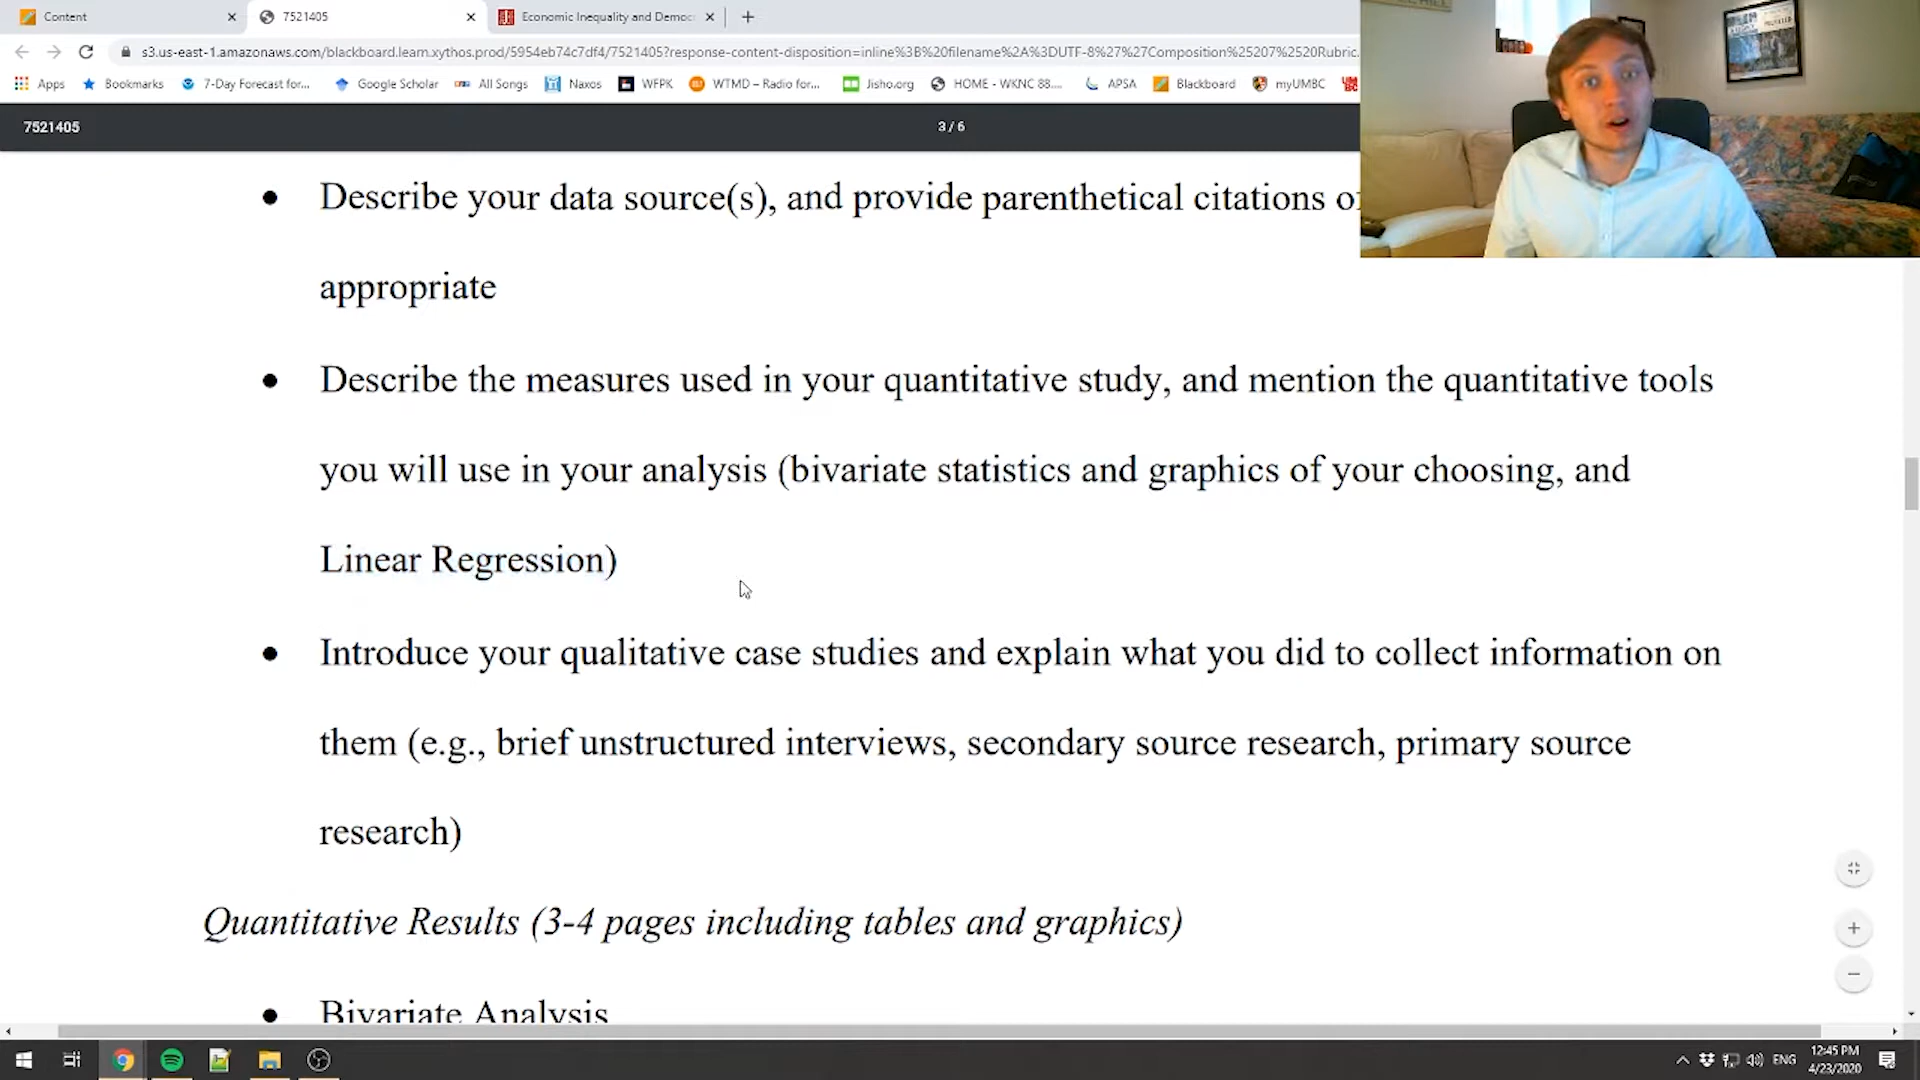 Content
7521405
Economic Inequality and Democ
s3.us-east-1.amazonaws.com/blackboard.learn.xythos.prod/5954eb74c7df4/7521405?response-content-disposition=inline%3B%20filename%2A%3DUTF-8%27%27Composition%25207%2520Rubric.
Apps
Bookmarks
7-Day Forecast for...
Google Scholar
All Songs
Naxos
WFPK
WTMD – Radio for...
Jisho.org
HOME - WKNC 88....
APSA
Blackboard
myUMBC
7521405
3 / 6
Describe your data source(s), and provide parenthetical citations of
appropriate
Describe the measures used in your quantitative study, and mention the quantitative tools
you will use in your analysis (bivariate statistics and graphics of your choosing, and
Linear Regression)
Introduce your qualitative case studies and explain what you did to collect information on
them (e.g., brief unstructured interviews, secondary source research, primary source
research)
Quantitative Results (3-4 pages including tables and graphics)
Bivariate Analysis
ENG
12:45 PM
4/23/2020